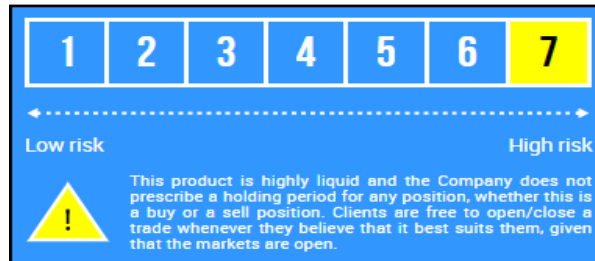 1 2 3 4 5 6 7
Low risk High risk
This product is highly liquid and the Company does not
prescribe a holding period for any position, whether this is
a buy or a sell position. Clients are free to open/close a
trade whenever they believe that it best suits them, given
that the markets are open.
!